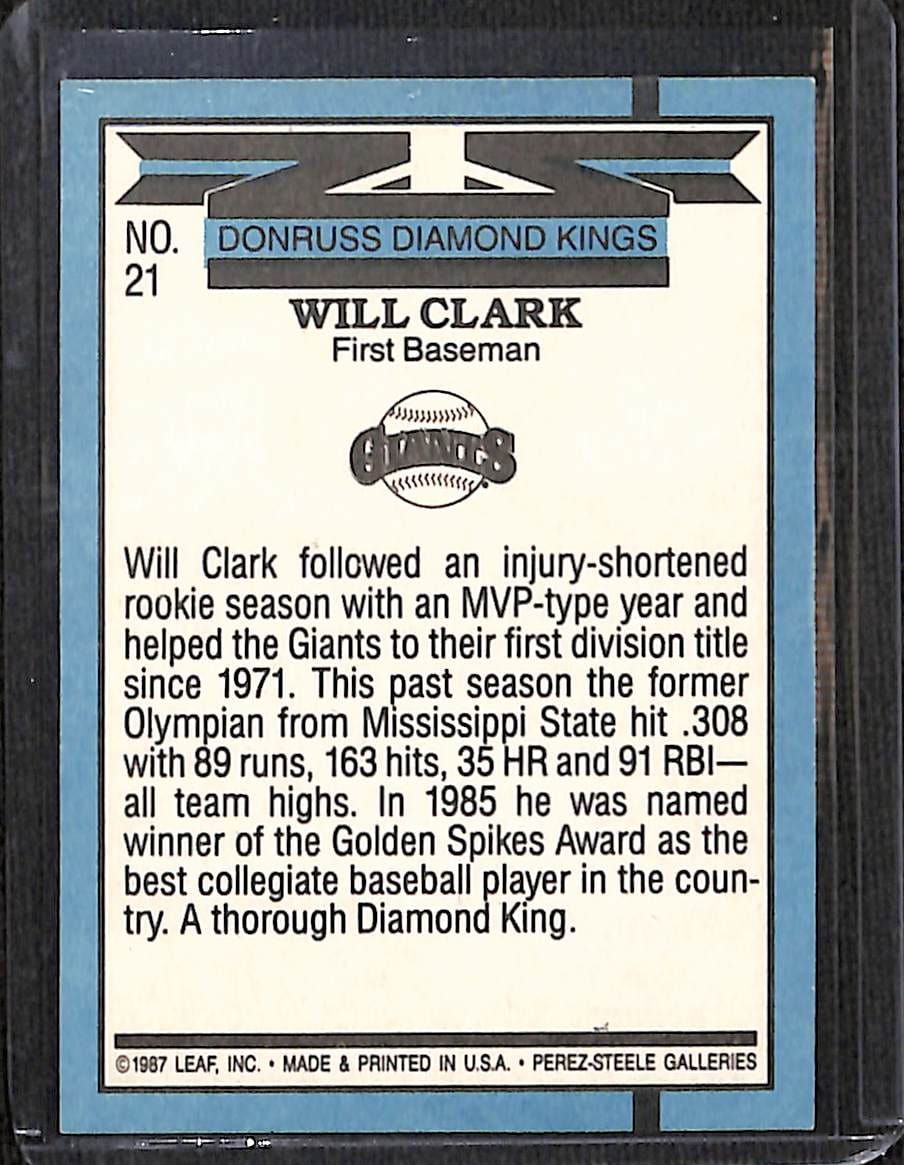 NO.
21
DONRUSS DIAMOND KINGS
WILL CLARK
First Baseman
GIANTS
Will Clark followed an injury-shortened
rookie season with an MVP-type year and
helped the Giants to their first division title
since 1971. This past season the former
Olympian from Mississippi State hit .308
with 89 runs, 163 hits, 35 HR and 91 RBI—
all team highs. In 1985 he was named
winner of the Golden Spikes Award as the
best collegiate baseball player in the coun-
try. A thorough Diamond King.
©1987 LEAF, INC. • MADE & PRINTED IN U.S.A. • PEREZ-STEELE GALLERIES